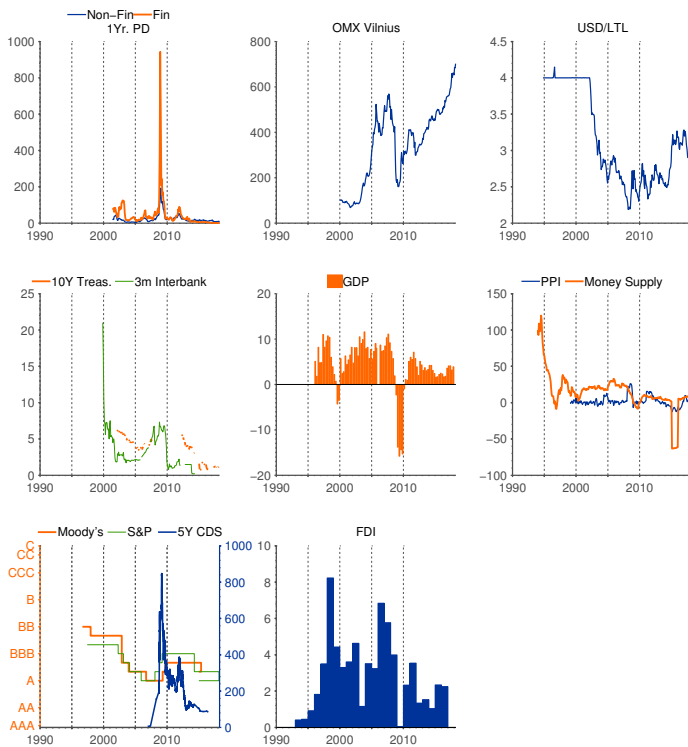 Non−Fin Fin
1Yr. PD
1000
800
600
400
200
0
1990 2000 2010
OMX Vilnius
800
600
400
200
0
1990 2000 2010
USD/LTL
4.5
4
3.5
3
2.5
2
1990 2000 2010
10Y Treas. 3m Interbank
25
20
15
10
5
0
1990 2000 2010
GDP
20
10
0
−10
−20
1990 2000 2010
PPI Money Supply
150
100
50
0
−50
−100
1990 2000 2010
Moody's S&P 5Y CDS
C
CC
CCC
B
BB
BBB
A
AA
AAA
1000
800
600
400
200
0
1990 2000 2010
FDI
10
8
6
4
2
0
1990 2000 2010